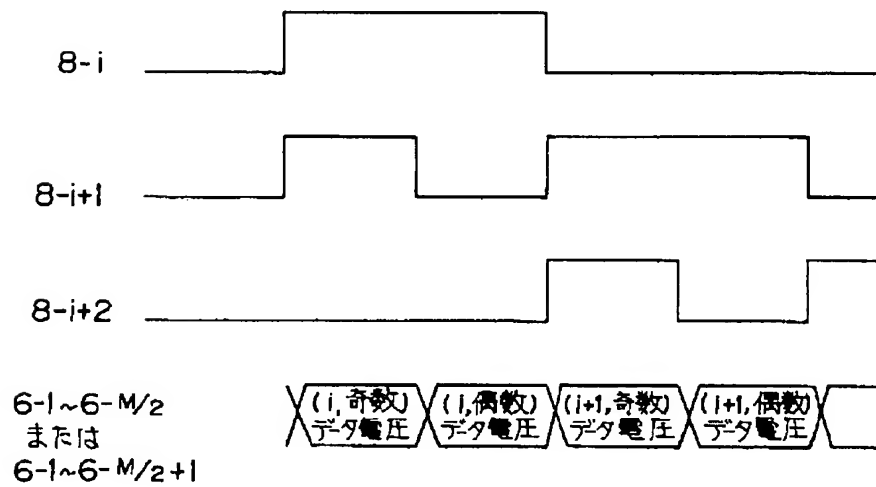 8-i
8-i+1
8-i+2
6-1~6-M/2
または
6-1~6-M/2+1
(i,奇数)
データ電圧
(i,偶数)
データ電圧
(i+1,奇数)
データ電圧
(i+1,偶数)
データ電圧